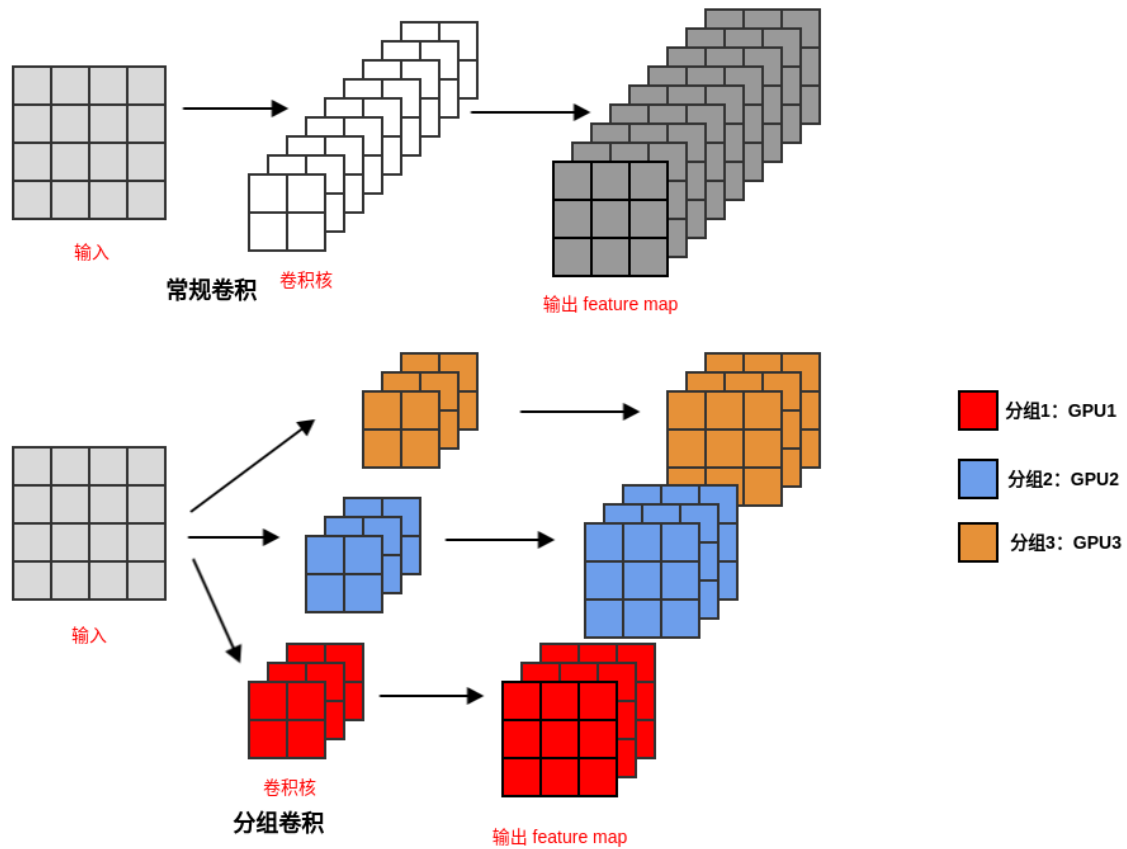 输入
常规卷积
卷积核
输出 feature map
分组1：GPU1
分组2：GPU2
分组3：GPU3
输入
卷积核
分组卷积
输出 feature map